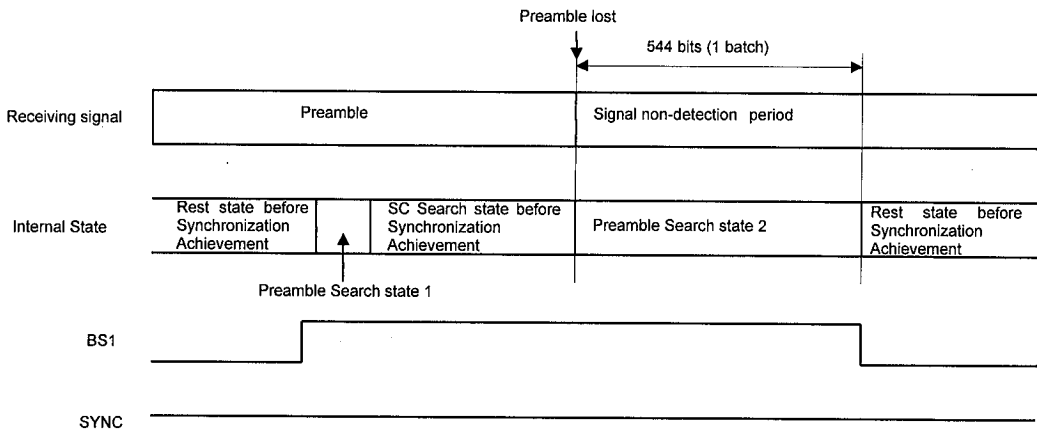 Preamble lost
544 bits (1 batch)
Receiving signal
Preamble
Signal non-detection period
Internal State
Rest state before
Synchronization
Achievement
SC Search state before
Synchronization
Achievement
Preamble Search state 2
Rest state before
Synchronization
Achievement
Preamble Search state 1
BS1
SYNC